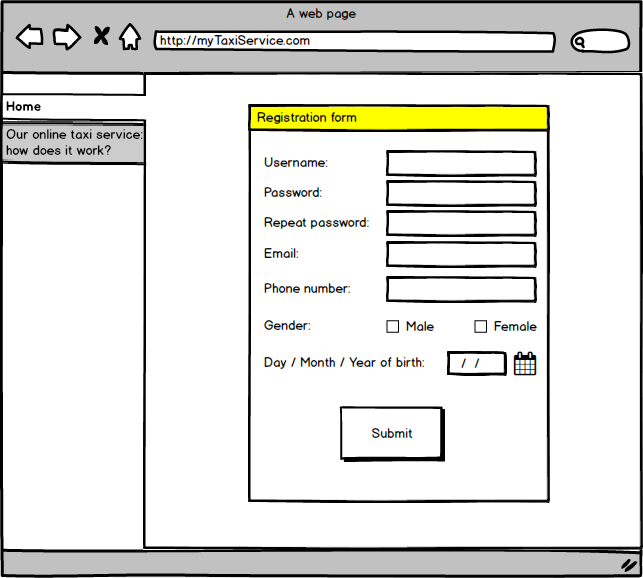 A web page
http://myTaxiService.com
Home
Our online taxi service:
how does it work?
Registration form
Username:
Password:
Repeat password:
Email:
Phone number:
Gender: Male Female
Day / Month / Year of birth: / /
Submit